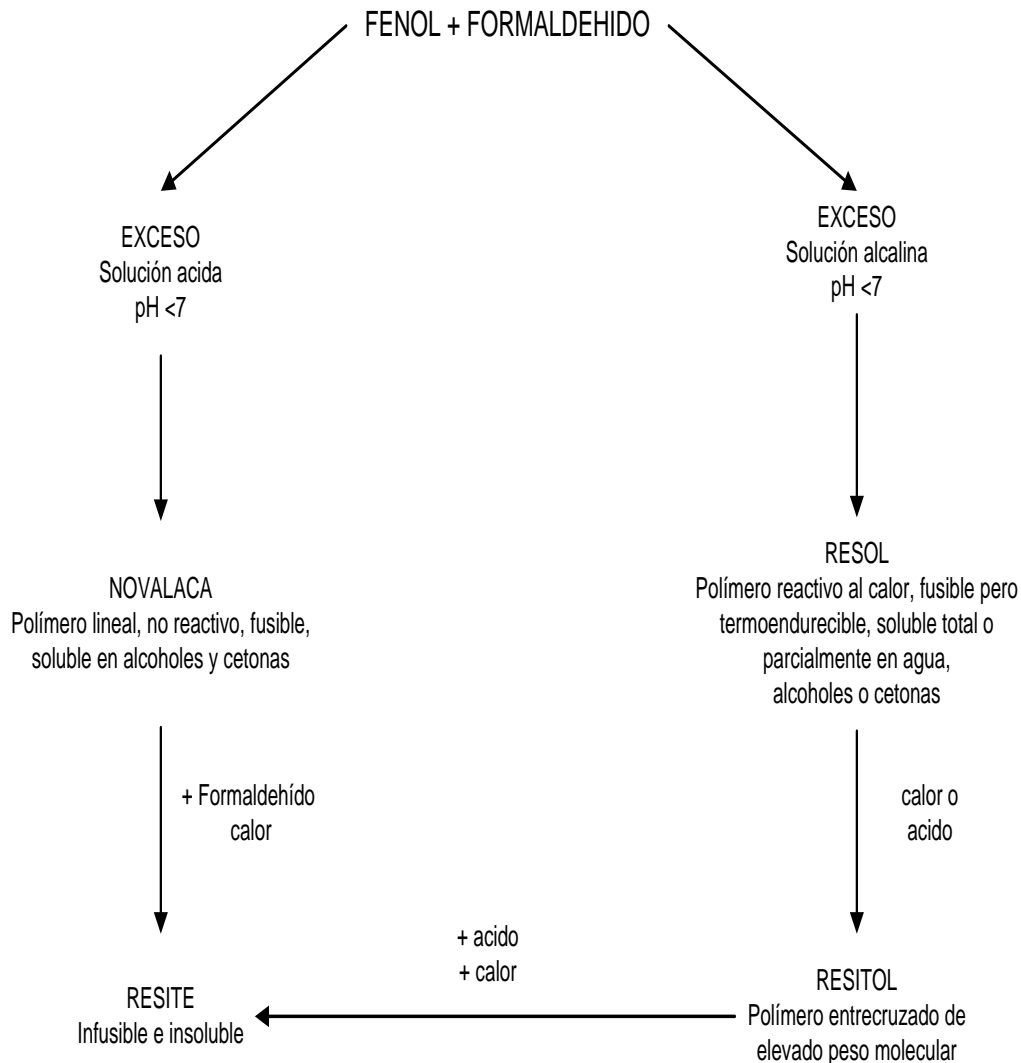 FENOL + FORMALDEHIDO
EXCESO
Solución acida
pH <7
EXCESO
Solución alcalina
pH <7
NOVALACA
Polímero lineal, no reactivo, fusible,
soluble en alcoholes y cetonas
RESOL
Polímero reactivo al calor, fusible pero
termoendurecible, soluble total o
parcialmente en agua,
alcoholes o cetonas
+ Formaldehído
calor
calor o
acido
+ acido
+ calor
RESITE
Infusible e insoluble
RESITOL
Polímero entrecruzado de
elevado peso molecular